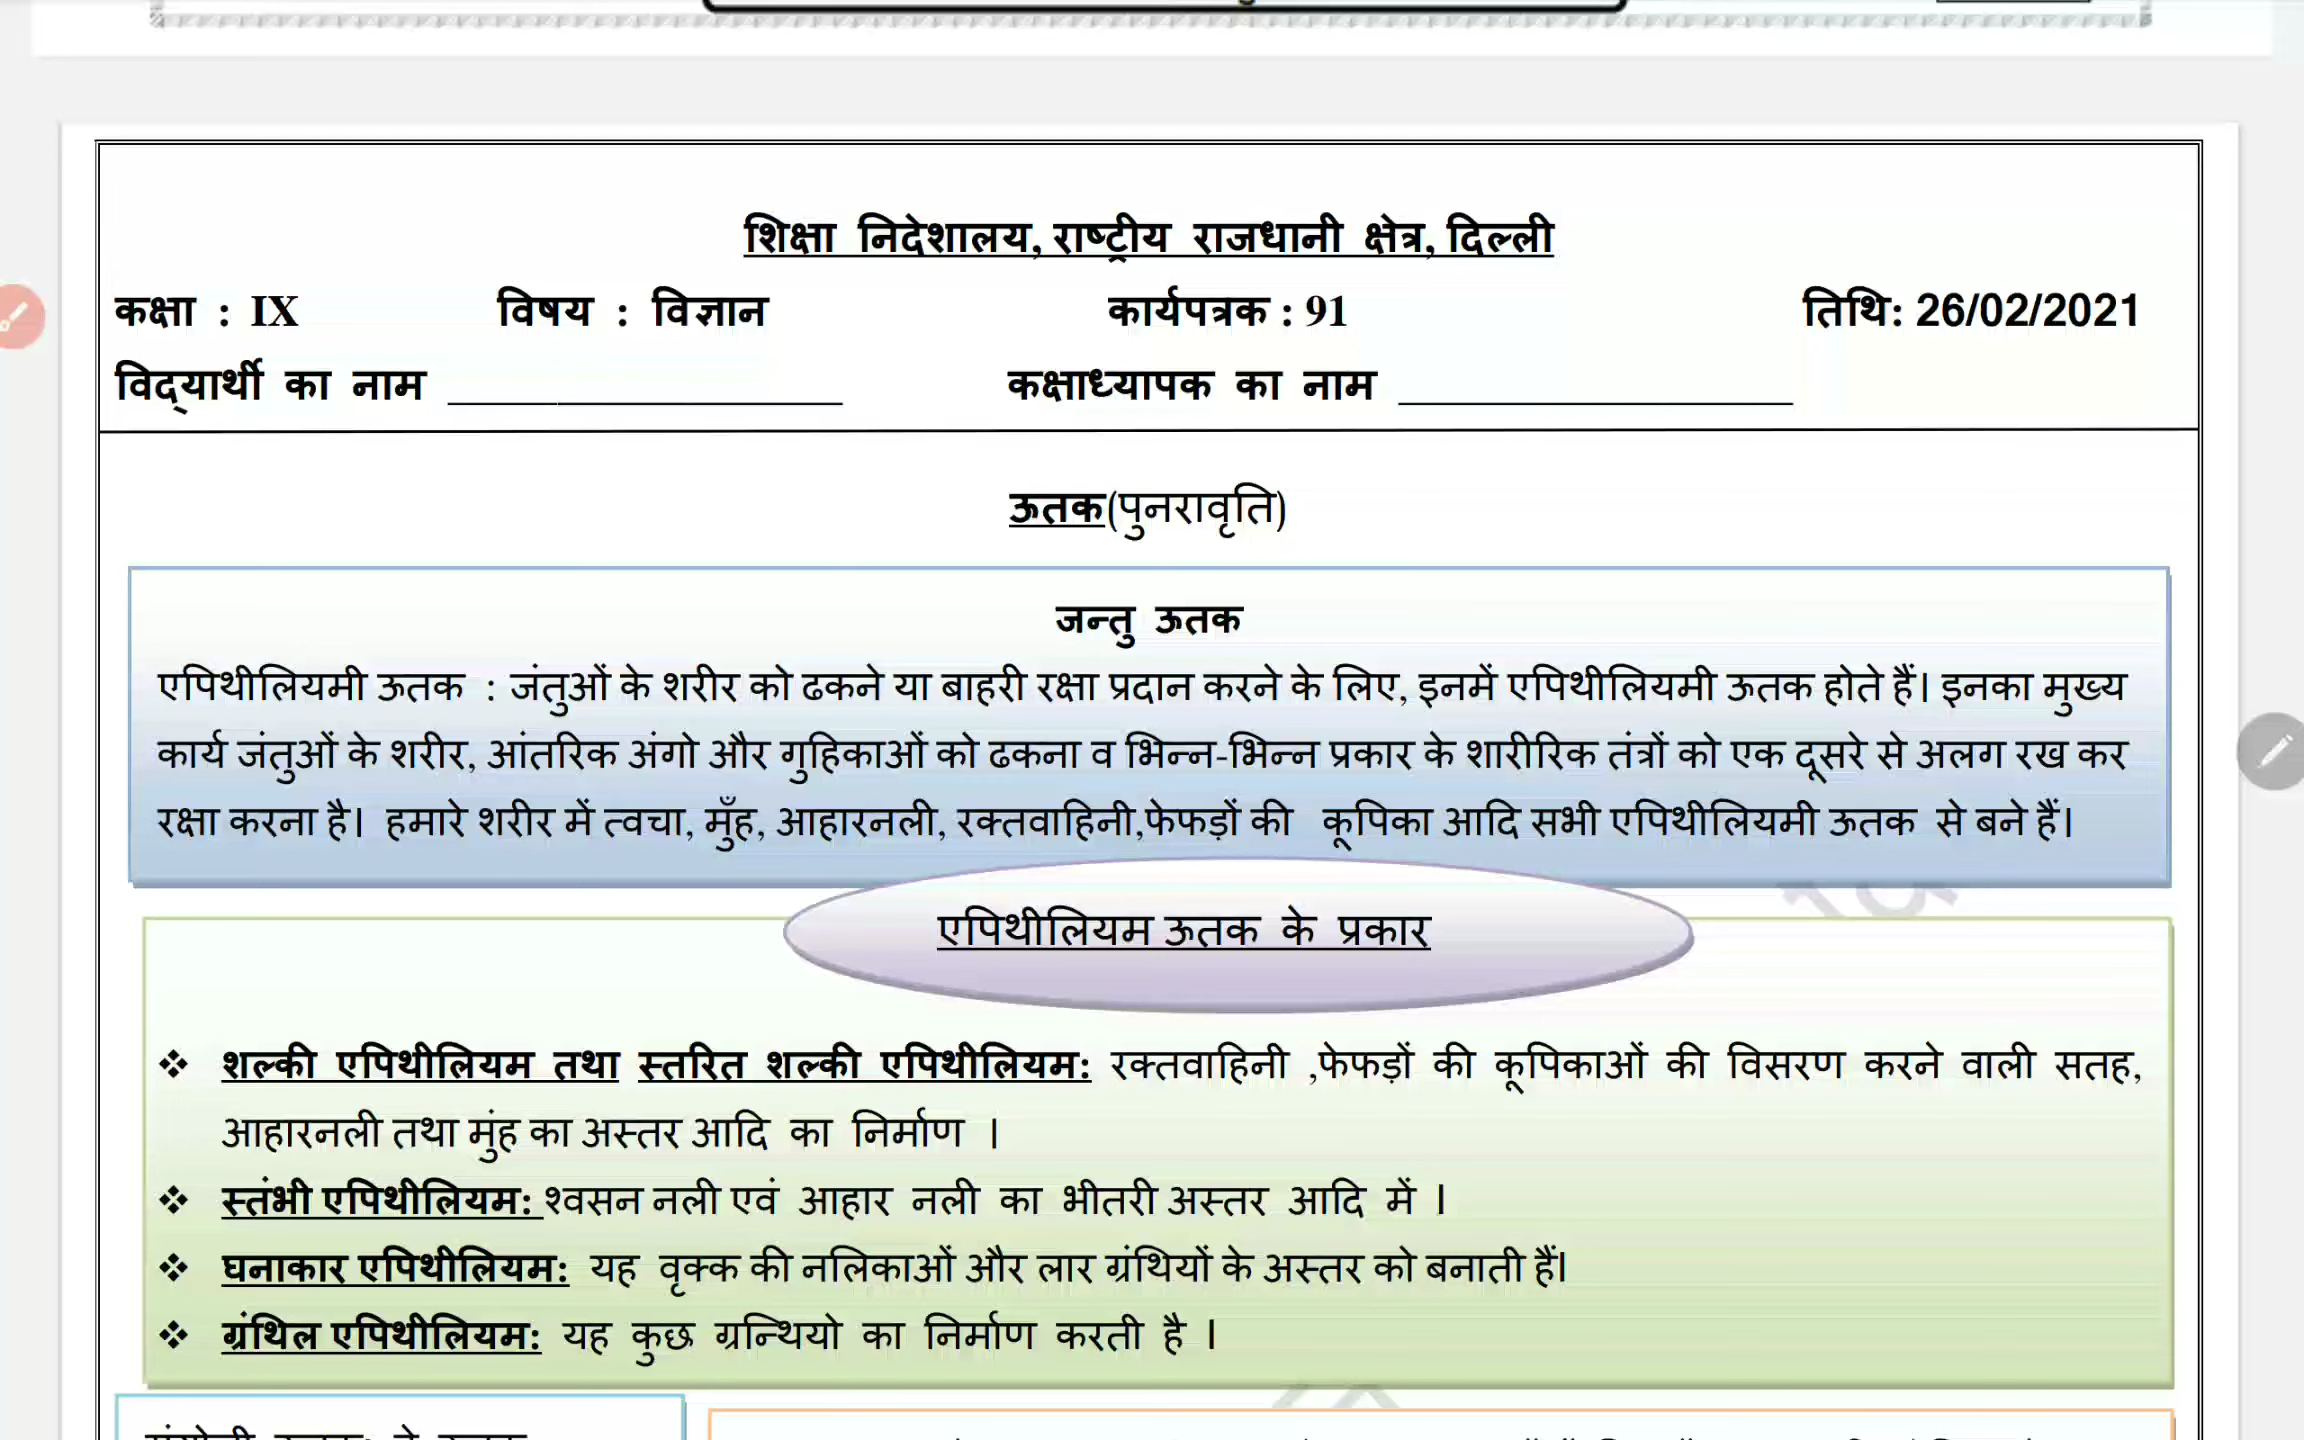 शिक्षा निदेशालय, राष्ट्रीय राजधानी क्षेत्र, दिल्ली
कक्षा : IX विषय : विज्ञान कार्यपत्रक : 91 तिथि: 26/02/2021
विद्यार्थी का नाम __________________ कक्षाध्यापक का नाम __________________
ऊतक(पुनरावृति)
जन्तु ऊतक
एपिथीलियमी ऊतक : जंतुओं के शरीर को ढकने या बाहरी रक्षा प्रदान करने के लिए, इनमें एपिथीलियमी ऊतक होते हैं। इनका मुख्य
कार्य जंतुओं के शरीर, आंतरिक अंगो और गुहिकाओं को ढकना व भिन्न-भिन्न प्रकार के शारीरिक तंत्रों को एक दूसरे से अलग रख कर
रक्षा करना है। हमारे शरीर में त्वचा, मुँह, आहारनली, रक्तवाहिनी,फेफड़ों की कूपिका आदि सभी एपिथीलियमी ऊतक से बने हैं।
एपिथीलियम ऊतक के प्रकार
❖ शल्की एपिथीलियम तथा स्तरित शल्की एपिथीलियम: रक्तवाहिनी ,फेफड़ों की कूपिकाओं की विसरण करने वाली सतह,
आहारनली तथा मुंह का अस्तर आदि का निर्माण ।
❖ स्तंभी एपिथीलियम: श्वसन नली एवं आहार नली का भीतरी अस्तर आदि में ।
❖ घनाकार एपिथीलियम: यह वृक्क की नलिकाओं और लार ग्रंथियों के अस्तर को बनाती हैं।
❖ ग्रंथिल एपिथीलियम: यह कुछ ग्रन्थियो का निर्माण करती है ।